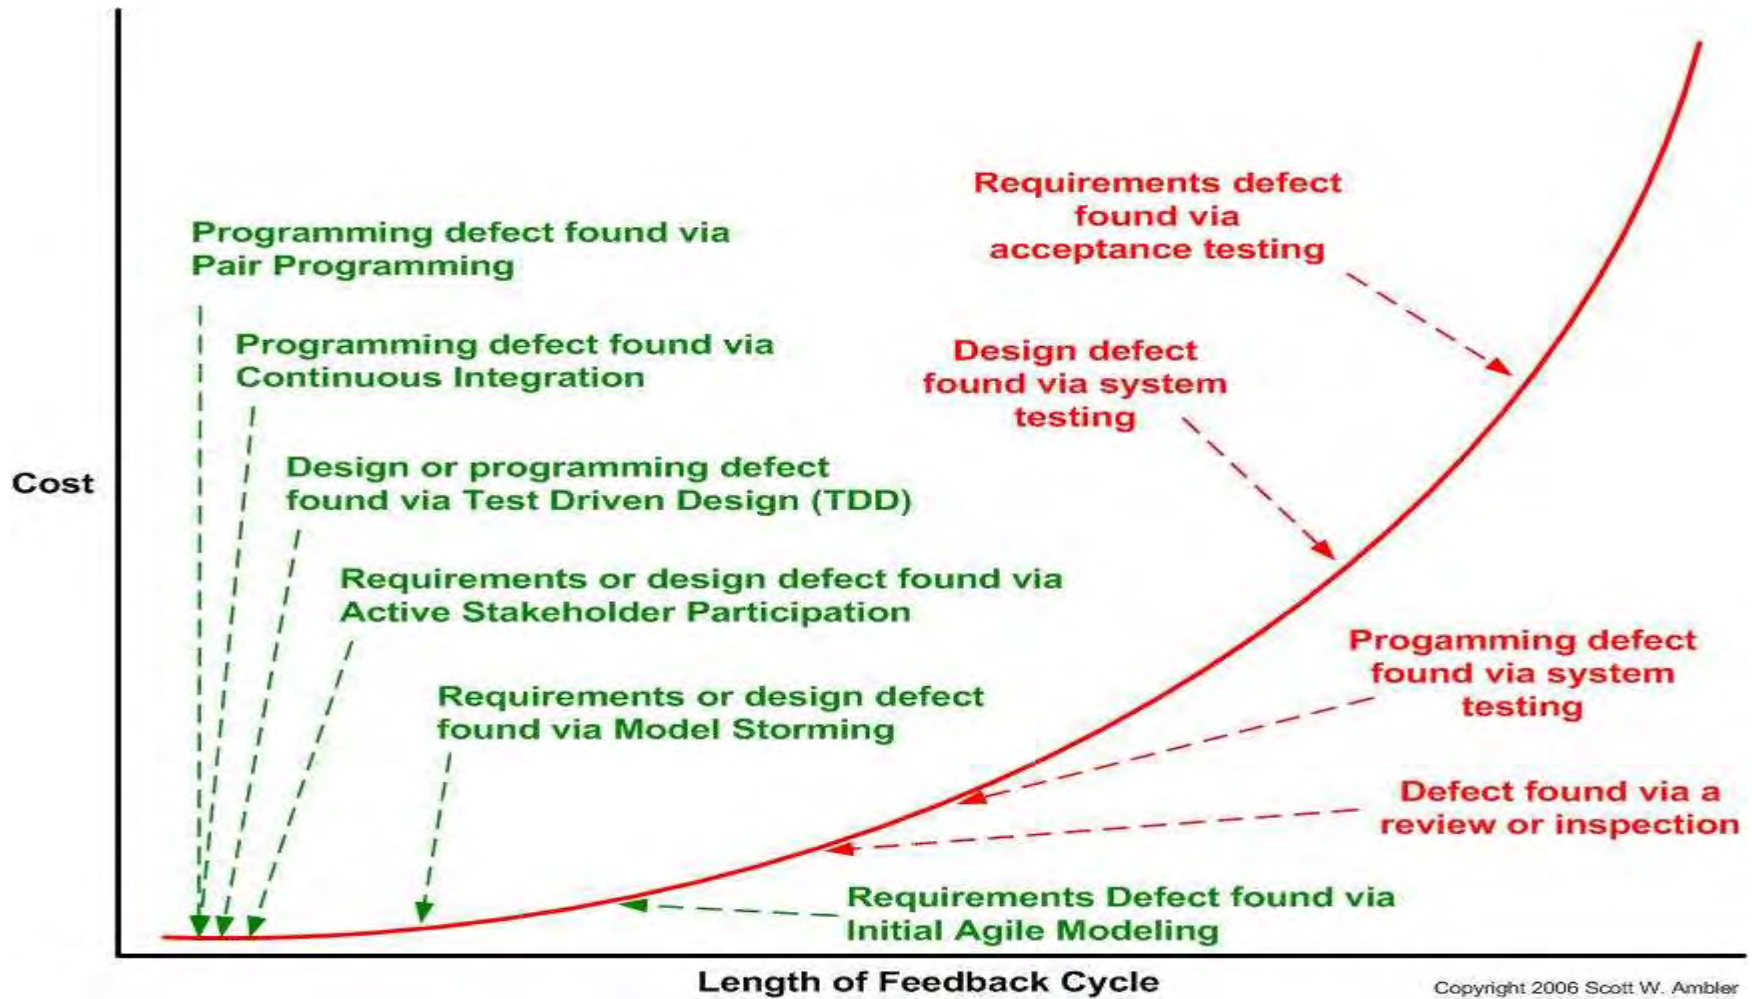 Requirements defect
found via
acceptance testing
Programming defect found via
Pair Programming
Programming defect found via
Continuous Integration
Design defect
found via system
testing
Design or programming defect
found via Test Driven Design (TDD)
Cost
Requirements or design defect found via
Active Stakeholder Participation
Progamming defect
found via system
testing
Requirements or design defect
found via Model Storming
Defect found via a
review or inspection
Requirements Defect found via
Initial Agile Modeling
Length of Feedback Cycle
Copyright 2006 Scott W. Ambler